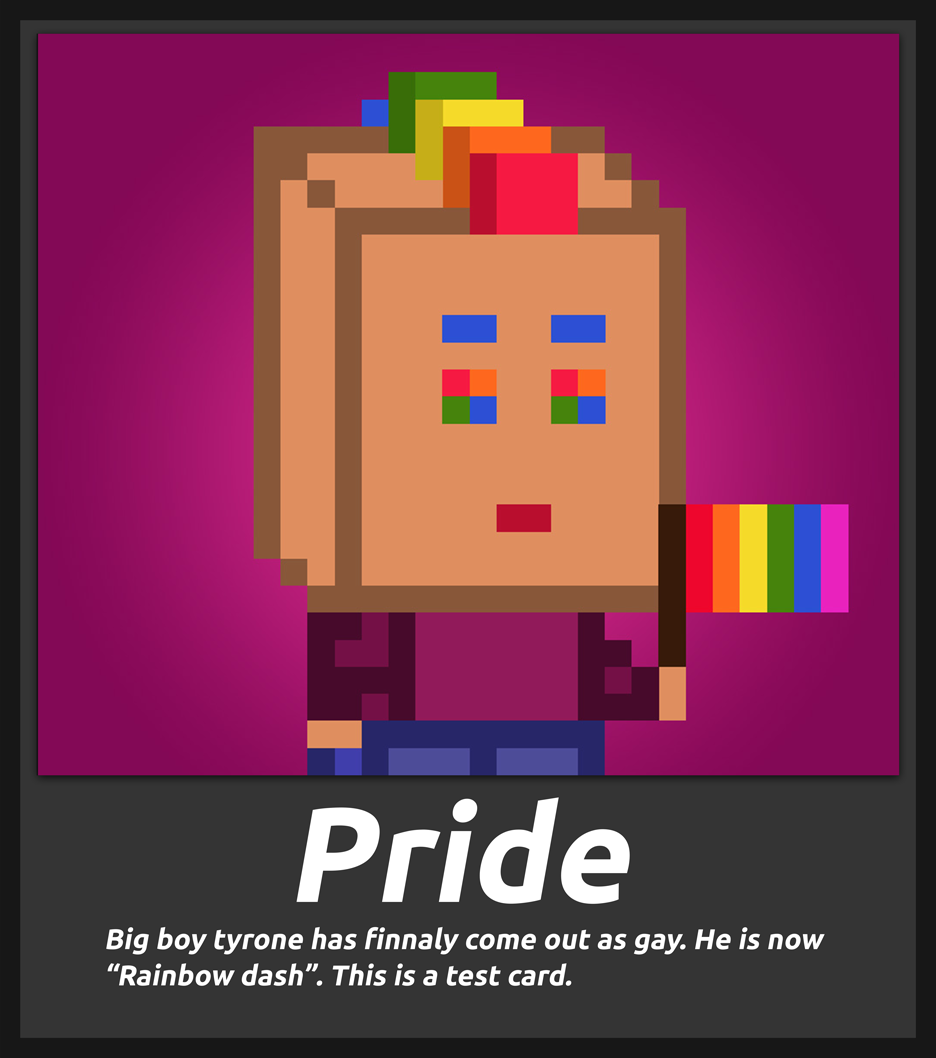 Pride
Big boy tyrone has finnaly come out as gay. He is now
“Rainbow dash”. This is a test card.